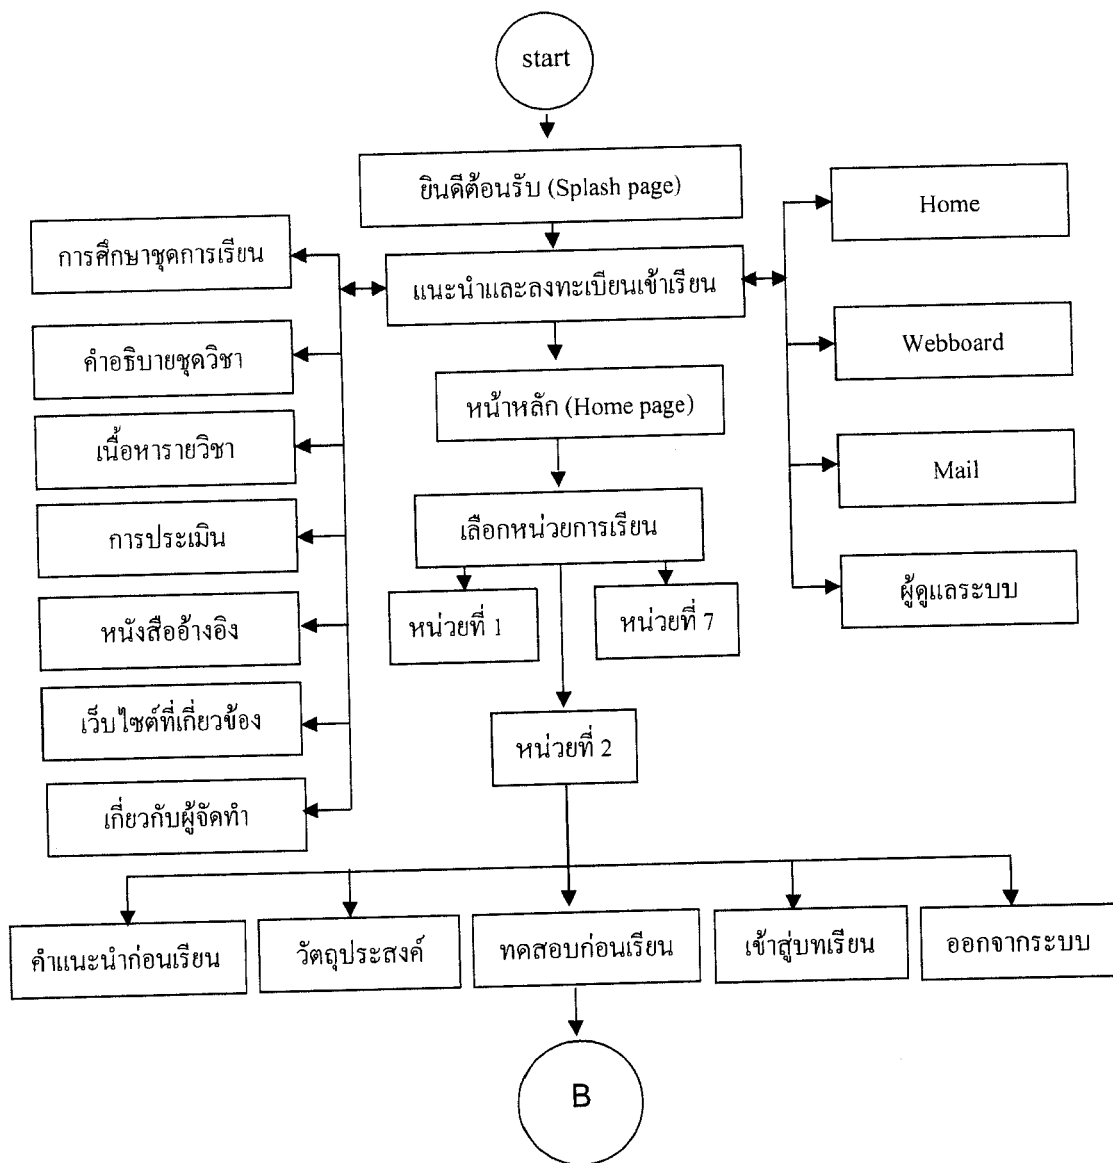 start
ยินดีต้อนรับ (Splash page)
แนะนำและลงทะเบียนเข้าเรียน
หน้าหลัก (Home page)
เลือกหน่วยการเรียน
หน่วยที่ 1
หน่วยที่ 7
หน่วยที่ 2
การศึกษาชุดการเรียน
คำอธิบายชุดวิชา
เนื้อหารายวิชา
การประเมิน
หนังสืออ้างอิง
เว็บไซต์ที่เกี่ยวข้อง
เกี่ยวกับผู้จัดทำ
Home
Webboard
Mail
ผู้ดูแลระบบ
คำแนะนำก่อนเรียน
วัตถุประสงค์
ทดสอบก่อนเรียน
เข้าสู่บทเรียน
ออกจากระบบ
B